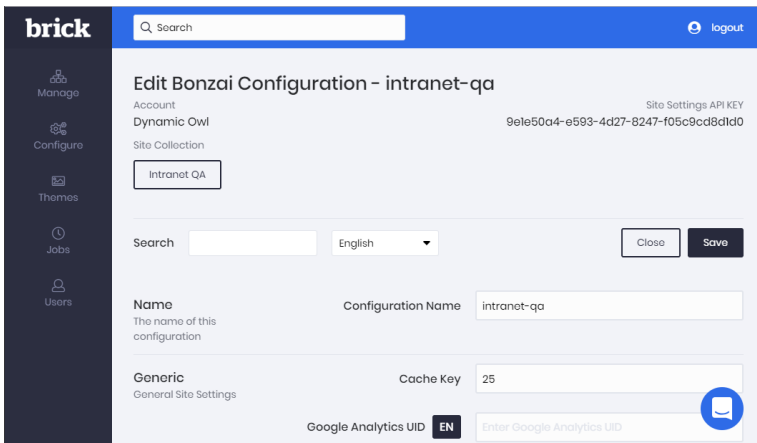 brick
Search
logout
Manage
Configure
Themes
Jobs
Users
Edit Bonzai Configuration - intranet-qa
Account
Dynamic Owl
Site Settings API KEY
9e1e50a4-e593-4d27-8247-f05c9cd8d1d0
Site Collection
Intranet QA
Search
English
Close
Save
Name
The name of this
configuration
Configuration Name
intranet-qa
Generic
General Site Settings
Cache Key
25
Google Analytics UID EN
Enter Google Analytics UID